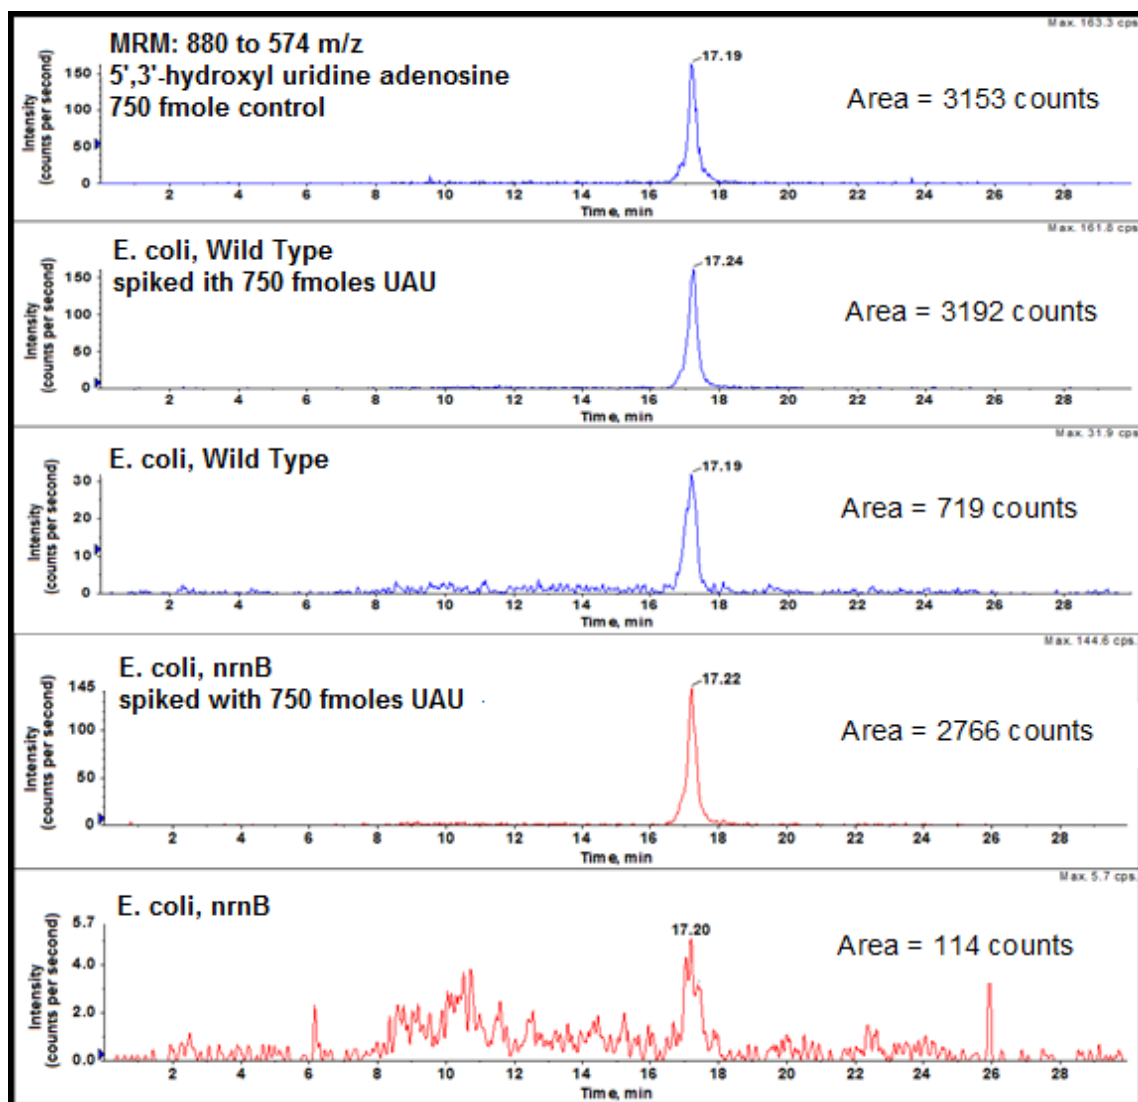 Max. 163.3 cps
MRM: 880 to 574 m/z
5',3'-hydroxyl uridine adenosine
750 fmole control
17.19
Area = 3153 counts
Intensity
(counts per second)
150
100
50
0
2 4 6 8 10 12 14 16 18 20 22 24 26 28
Time, min
Max. 161.8 cps
E. coli, Wild Type
spiked ith 750 fmoles UAU
17.24
Area = 3192 counts
Intensity
(counts per second)
150
100
50
0
2 4 6 8 10 12 14 16 18 20 22 24 26 28
Time, min
Max. 31.9 cps
E. coli, Wild Type
17.19
Area = 719 counts
Intensity
(counts per second)
30
20
10
0
2 4 6 8 10 12 14 16 18 20 22 24 26 28
Time, min
Max. 144.6 cps.
E. coli, nrnB
spiked with 750 fmoles UAU
17.22
Area = 2766 counts
Intensity
(counts per second)
145
100
50
0
2 4 6 8 10 12 14 16 18 20 22 24 26 28
Time, min
Max. 5.7 cps.
E. coli, nrnB
17.20
Area = 114 counts
Intensity
(counts per second)
5.7
4.0
2.0
0.0
2 4 6 8 10 12 14 16 18 20 22 24 26 28
Time, min